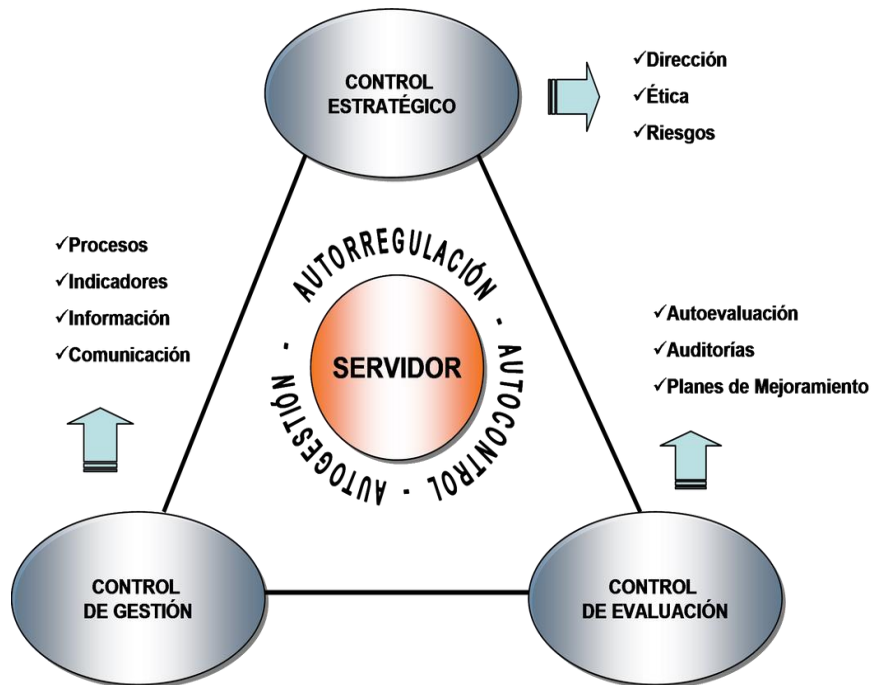 CONTROL
ESTRATÉGICO
✓Dirección
✓Ética
✓Riesgos
✓Procesos
✓Indicadores
✓Información
✓Comunicación
AUTORREGULACIÓN - AUTOCONTROL - AUTOGESTIÓN -
SERVIDOR
✓Autoevaluación
✓Auditorías
✓Planes de Mejoramiento
CONTROL
DE GESTIÓN
CONTROL
DE EVALUACIÓN